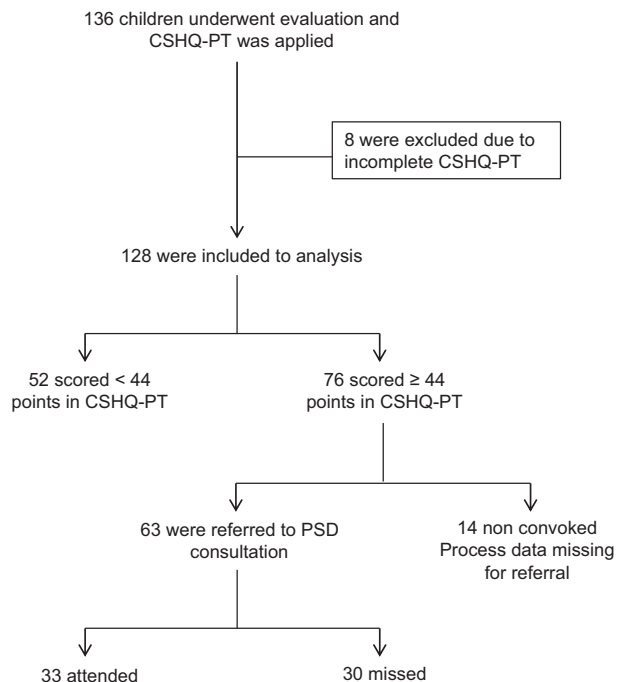 136 children underwent evaluation and
CSHQ-PT was applied
8 were excluded due to
incomplete CSHQ-PT
128 were included to analysis
52 scored < 44
points in CSHQ-PT
76 scored ≥ 44
points in CSHQ-PT
63 were referred to PSD
consultation
14 non convoked
Process data missing
for referral
33 attended
30 missed